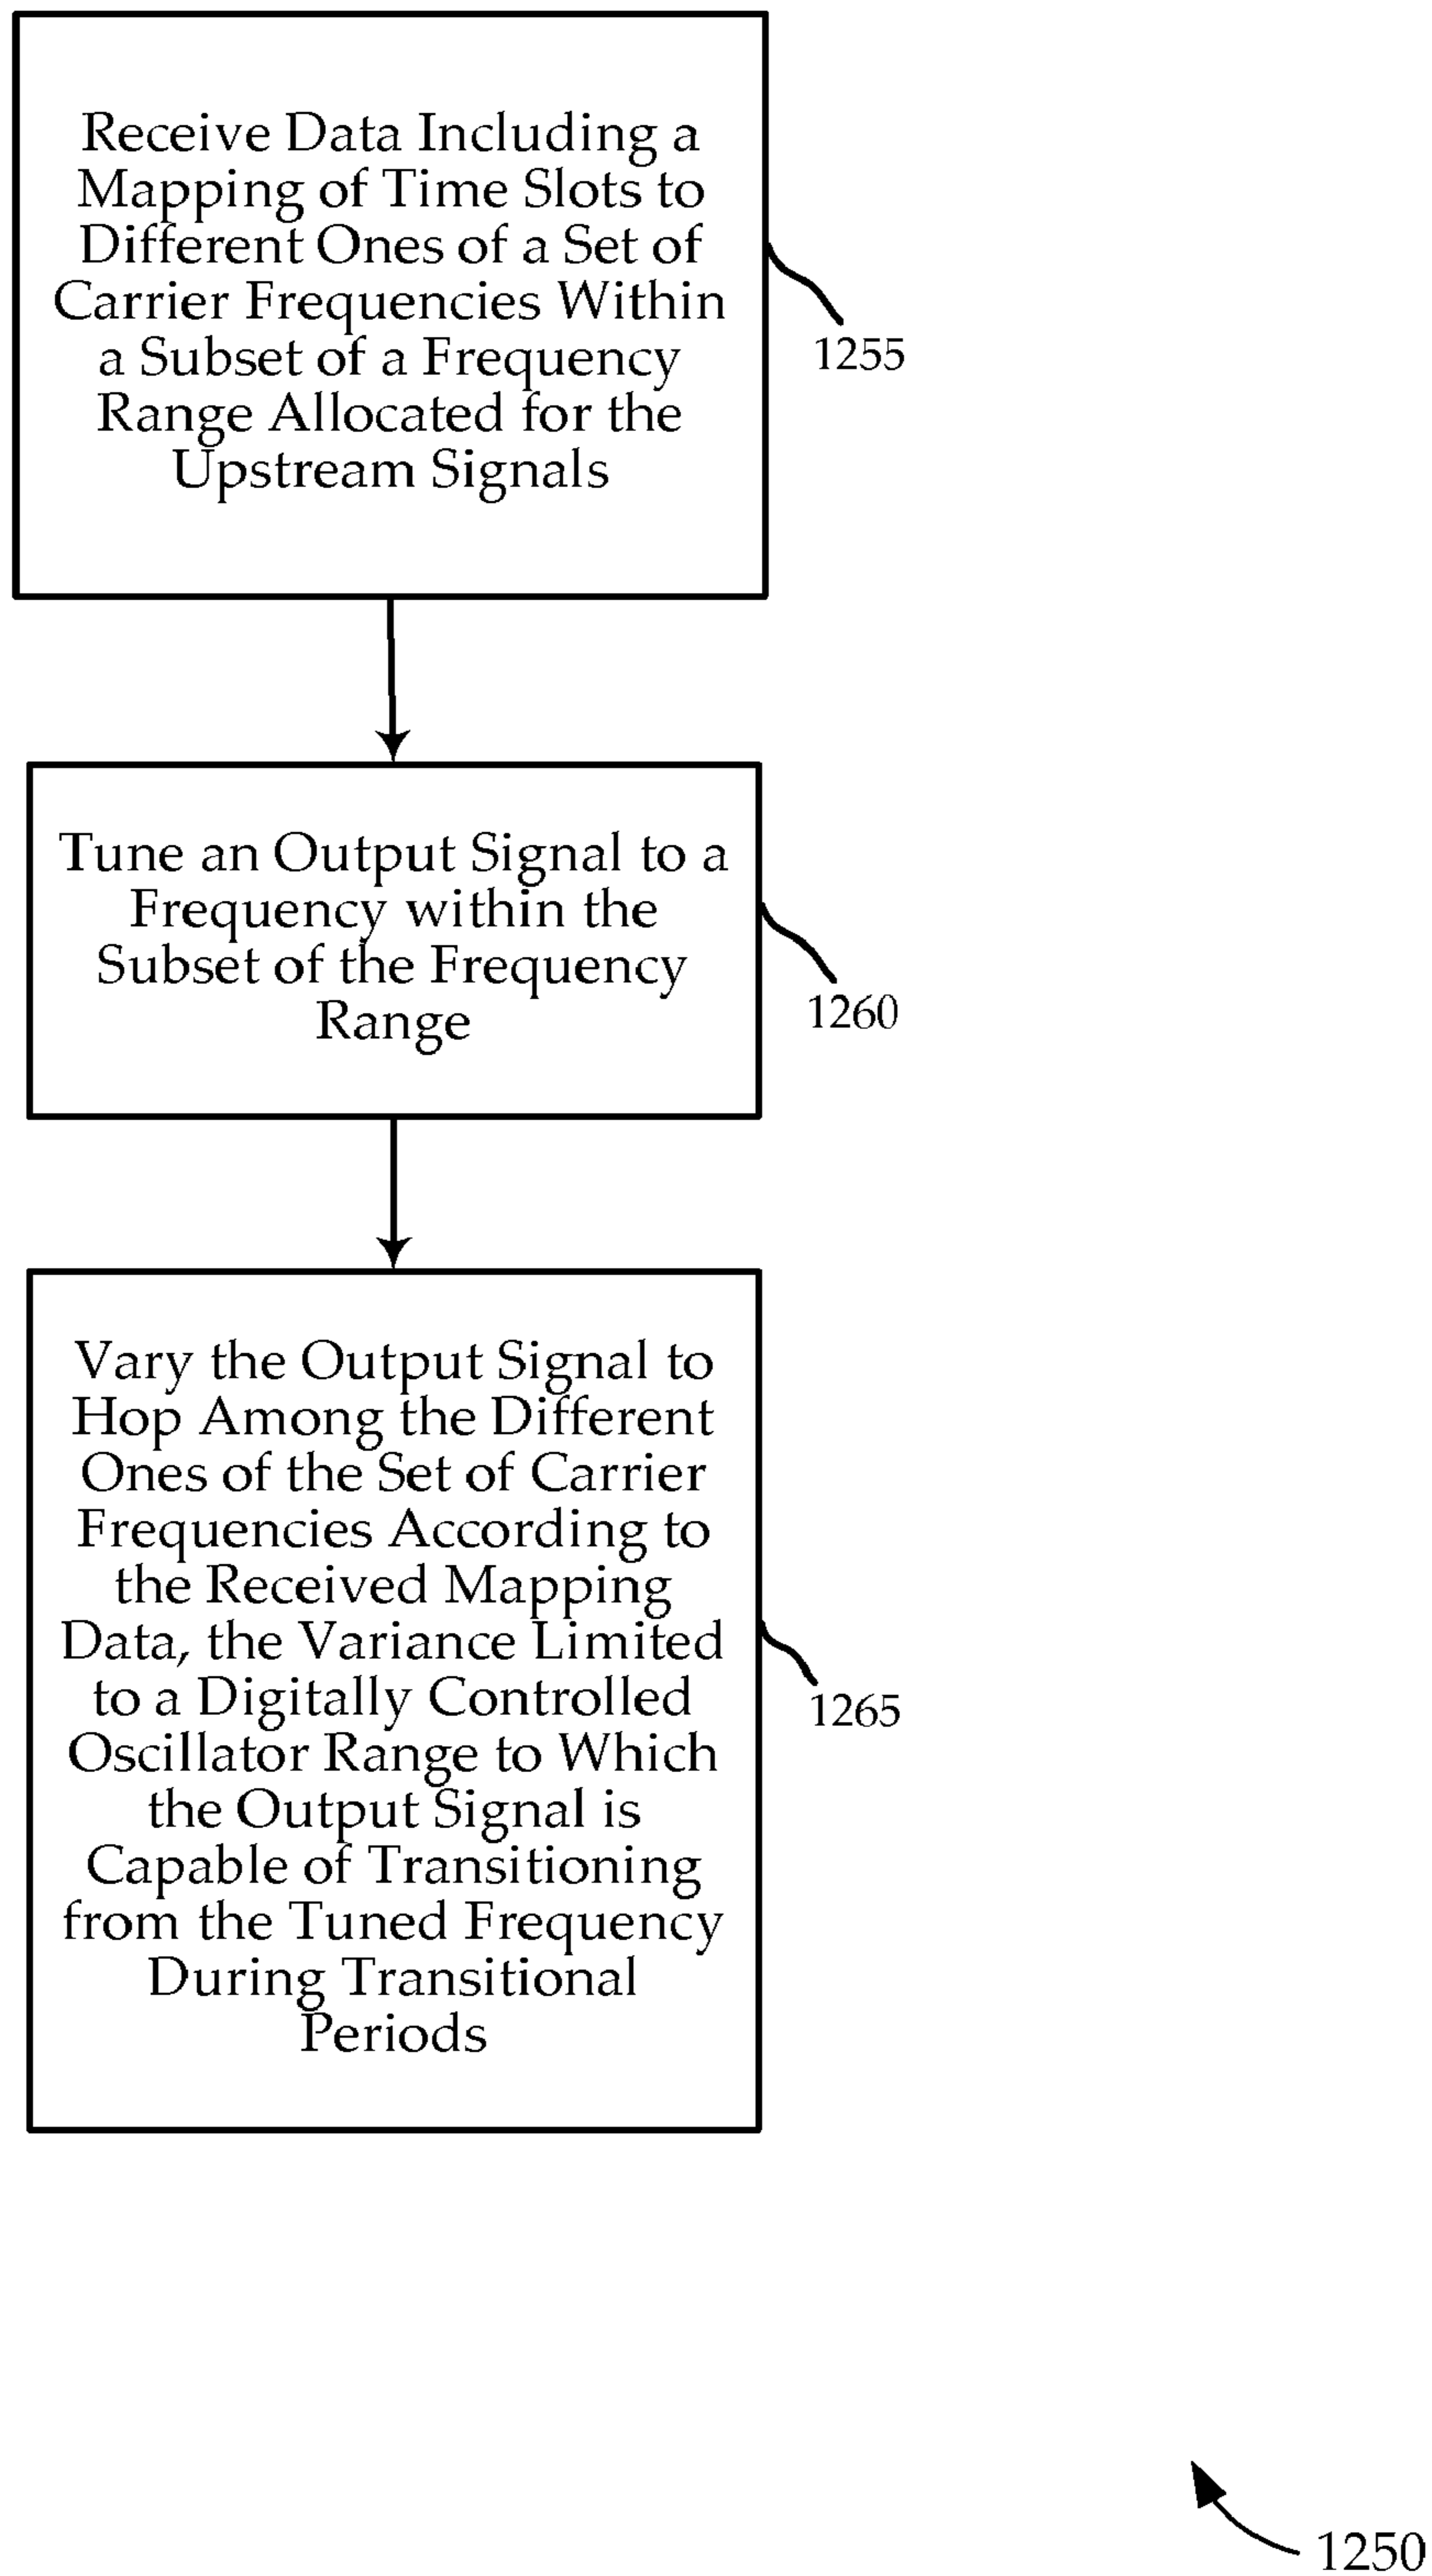 Receive Data Including a
Mapping of Time Slots to
Different Ones of a Set of
Carrier Frequencies Within
a Subset of a Frequency
Range Allocated for the
Upstream Signals
1255
Tune an Output Signal to a
Frequency within the
Subset of the Frequency
Range
1260
Vary the Output Signal to
Hop Among the Different
Ones of the Set of Carrier
Frequencies According to
the Received Mapping
Data, the Variance Limited
to a Digitally Controlled
Oscillator Range to Which
the Output Signal is
Capable of Transitioning
from the Tuned Frequency
During Transitional
Periods
1265
1250